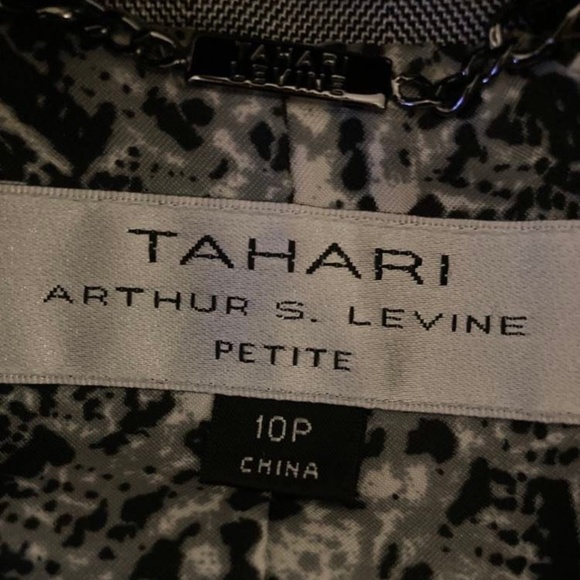 TAHARI
LEVINE
TAHARI
ARTHUR S. LEVINE
PETITE
10P
CHINA